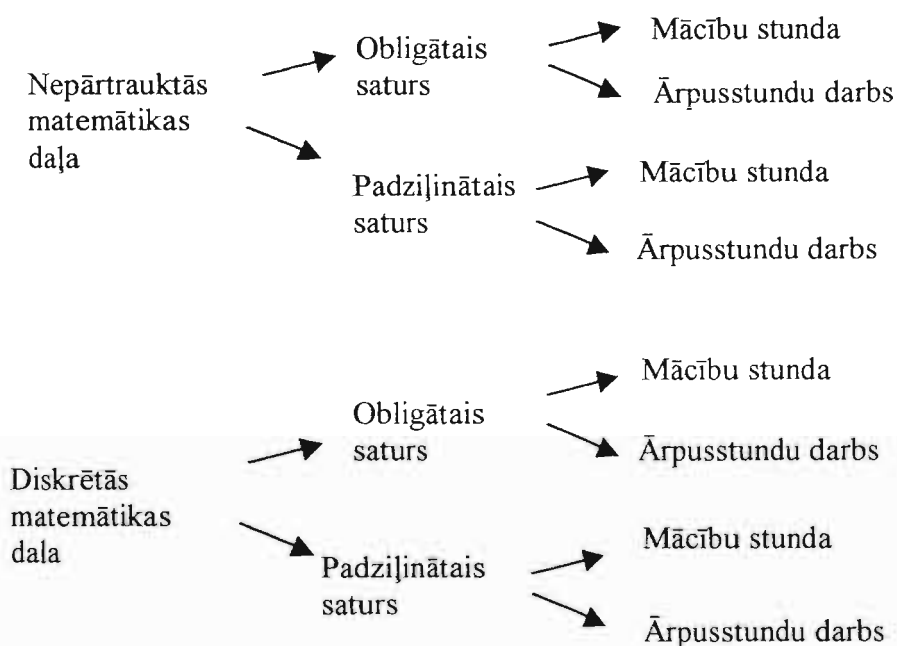 Nepārtrauktās
matemātikas
daļa
Obligātais
saturs
Mācību stunda
Ārpusstundu darbs
Padziļinātais
saturs
Mācību stunda
Ārpusstundu darbs
Diskrētās
matemātikas
dala
Obligātais
saturs
Mācību stunda
Ārpusstundu darbs
Padziļinātais
saturs
Mācību stunda
Ārpusstundu darbs